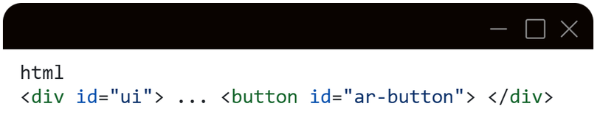 html
<div id="ui"> ... <button id="ar-button"> </div>